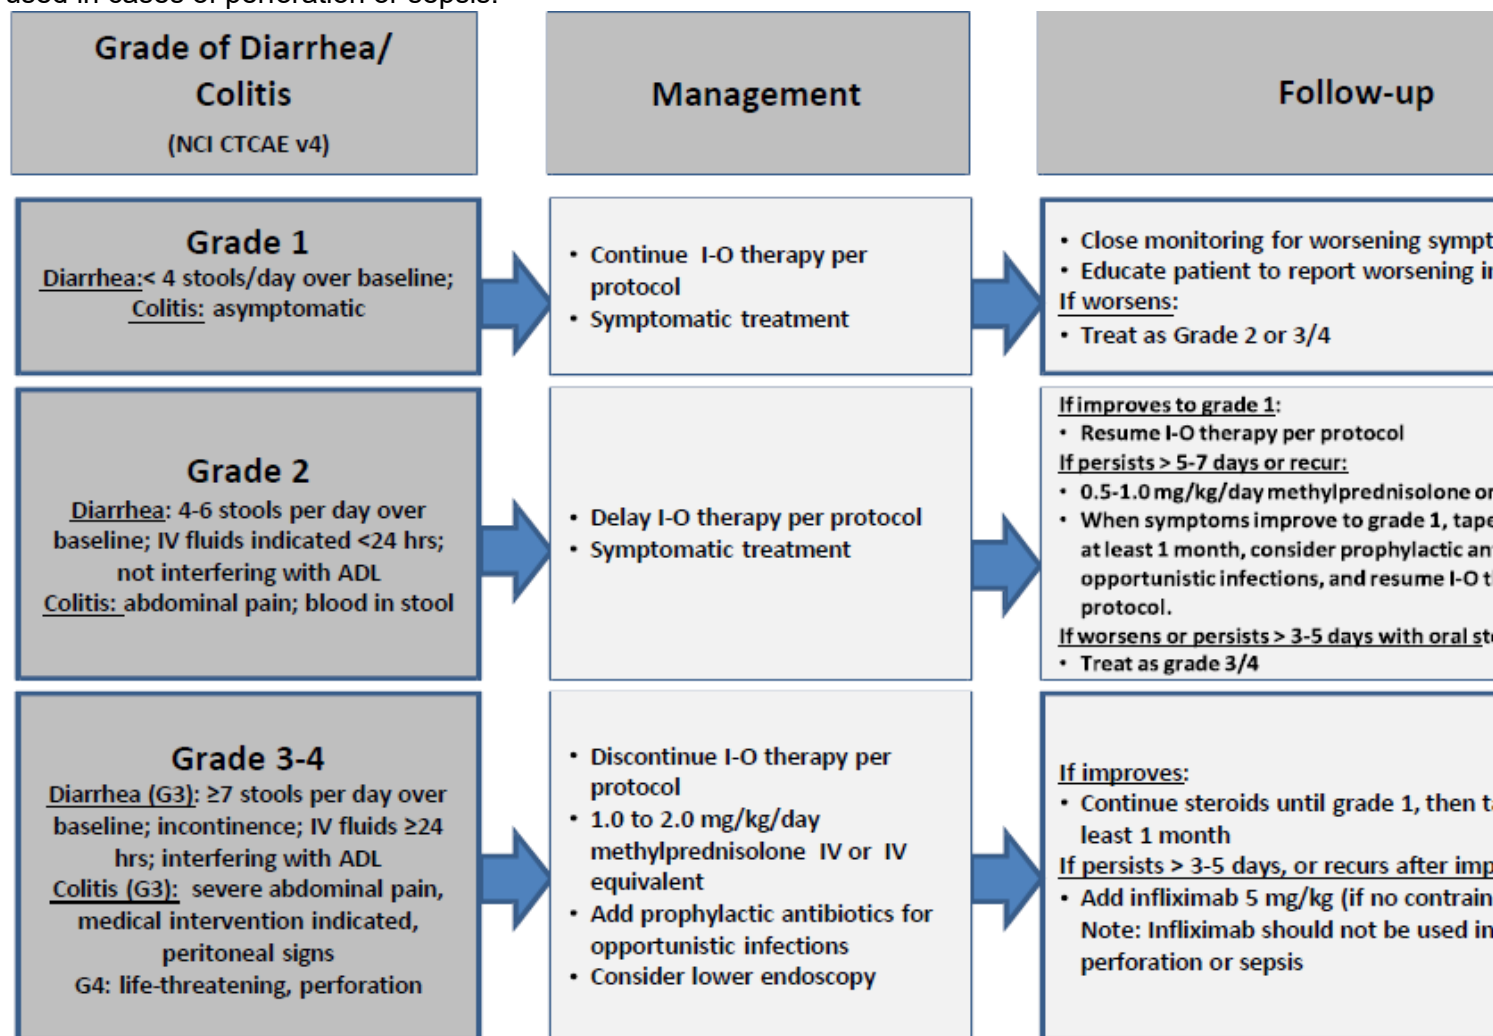 used in cases of perforation or sepsis.
Grade of Diarrhea/
Colitis
(NCI CTCAE v4)
Management
Follow-up
Grade 1
Diarrhea:< 4 stools/day over baseline;
Colitis: asymptomatic
• Continue I-O therapy per
protocol
• Symptomatic treatment
• Close monitoring for worsening
• Educate patient to report worsening
If worsens:
• Treat as Grade 2 or 3/4
Grade 2
Diarrhea: 4-6 stools per day over
baseline; IV fluids indicated <24 hrs;
not interfering with ADL
Colitis: abdominal pain; blood in stool
• Delay I-O therapy per protocol
• Symptomatic treatment
If improves to grade 1:
• Resume I-O therapy per protocol
If persists > 5-7 days or recur:
• 0.5-1.0 mg/kg/day methylprednisolone or
• When symptoms improve to grade 1,
at least 1 month, consider prophylactic
opportunistic infections, and resume I-O
protocol.
If worsens or persists > 3-5 days with oral
• Treat as grade 3/4
Grade 3-4
Diarrhea (G3): ≥7 stools per day over
baseline; incontinence; IV fluids ≥24
hrs; interfering with ADL
Colitis (G3): severe abdominal pain,
medical intervention indicated,
peritoneal signs
G4: life-threatening, perforation
• Discontinue I-O therapy per
protocol
• 1.0 to 2.0 mg/kg/day
methylprednisolone IV or IV
equivalent
• Add prophylactic antibiotics for
opportunistic infections
• Consider lower endoscopy
If improves:
• Continue steroids until grade 1, then
least 1 month
If persists > 3-5 days, or recurs after
• Add infliximab 5 mg/kg (if no
Note: Infliximab should not be used in
perforation or sepsis